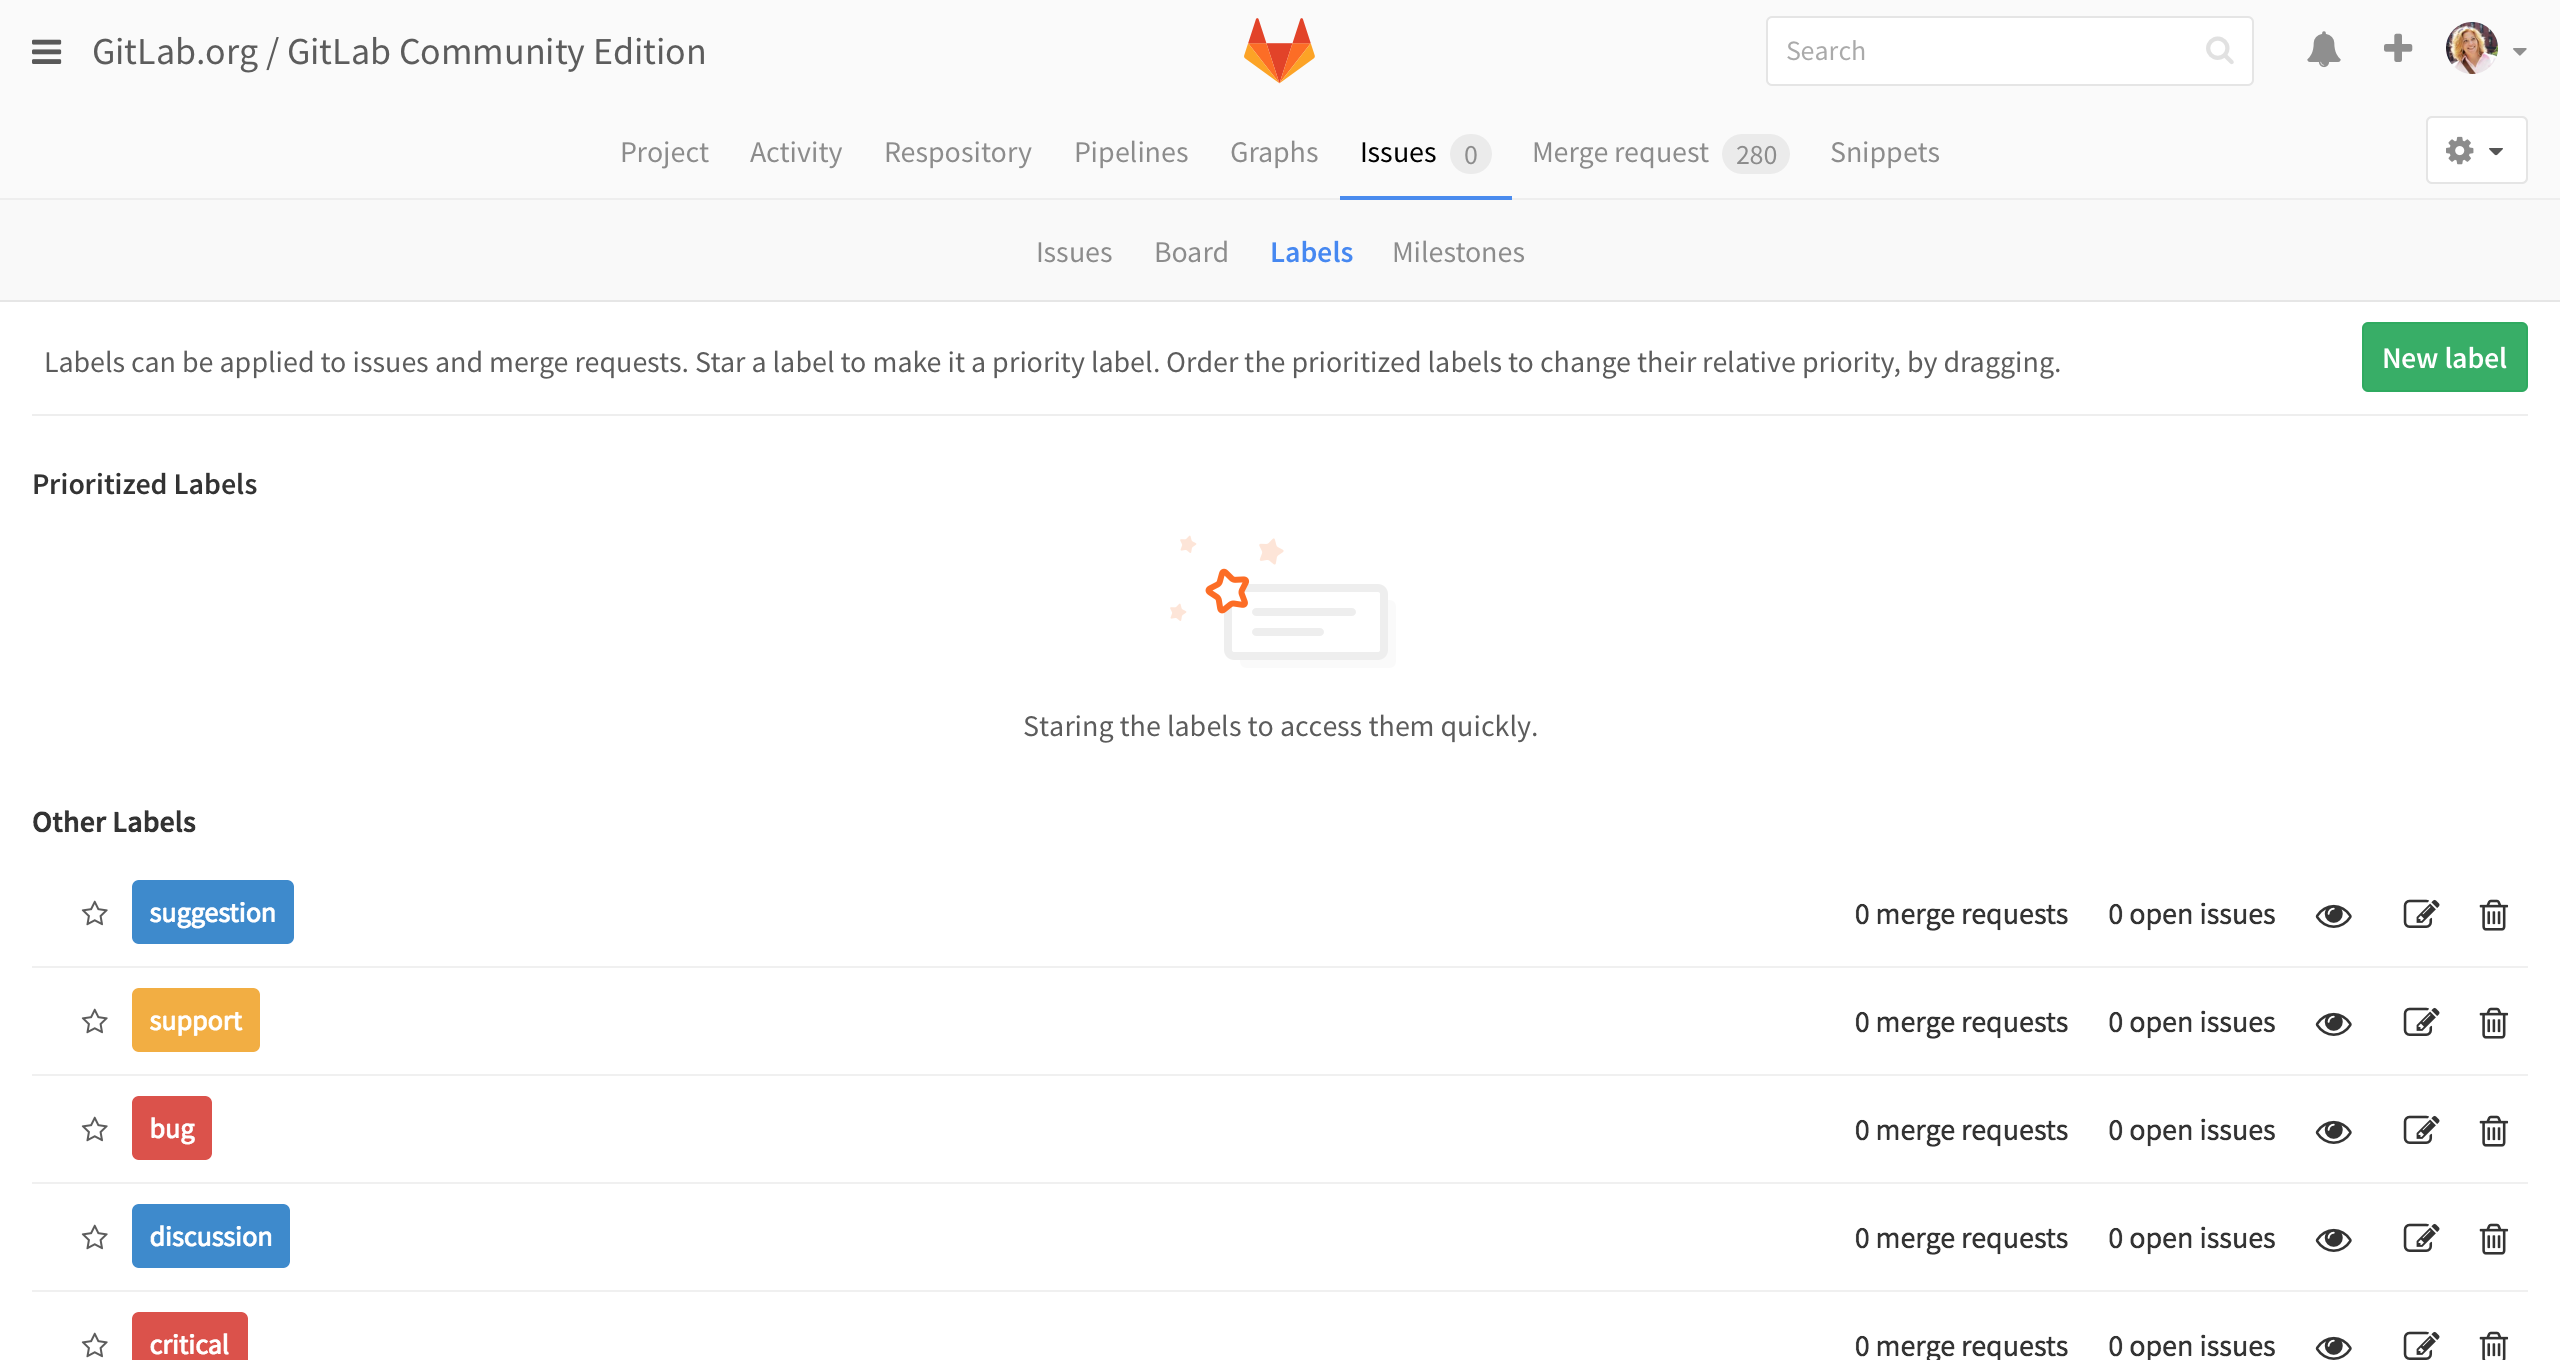 GitLab.org / GitLab Community Edition
Search
Project Activity Respository Pipelines Graphs Issues 0 Merge request 280 Snippets
Issues Board Labels Milestones
Labels can be applied to issues and merge requests. Star a label to make it a priority label. Order the prioritized labels to change their relative priority, by dragging.
New label
Prioritized Labels
Staring the labels to access them quickly.
Other Labels
suggestion 0 merge requests 0 open issues
support 0 merge requests 0 open issues
bug 0 merge requests 0 open issues
discussion 0 merge requests 0 open issues
critical 0 merge requests 0 open issues